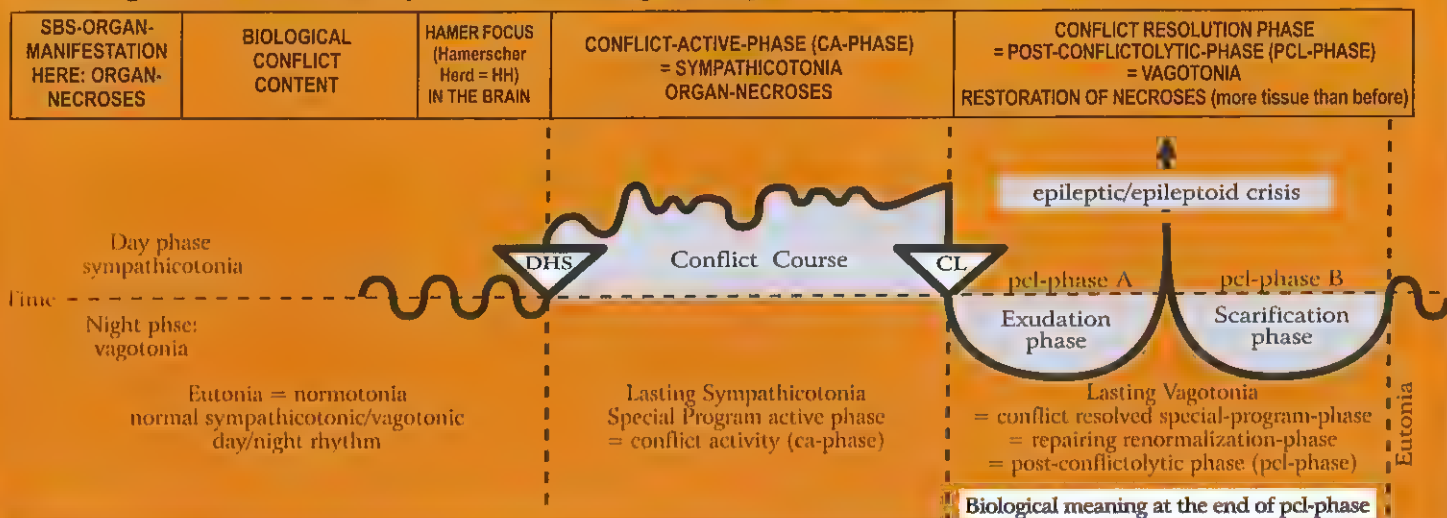 SBS-ORGAN-
MANIFESTATION
HERE: ORGAN-
NECROSES
BIOLOGICAL
CONFLICT
CONTENT
HAMER FOCUS
(Hamerscher
Herd = HH)
IN THE BRAIN
CONFLICT-ACTIVE-PHASE (CA-PHASE)
= SYMPATHICOTONIA
ORGAN-NECROSES
CONFLICT RESOLUTION PHASE
= POST-CONFLICTOLYTIC-PHASE (PCL-PHASE)
= VAGOTONIA
RESTORATION OF NECROSES (more tissue than before)
epileptic/epileptoid crisis
Day phase
sympathicotonia
DHS
Conflict Course
CL
pcl-phase A
pcl-phase B
Time
Night phse:
vagotonia
Exudation
phase
Scarification
phase
Eutonia = normotonia
normal sympathicotonic/vagotonic
day/night rhythm
Lasting Sympathicotonia
Special Program active phase
= conflict activity (ca-phase)
Lasting Vagotonia
= conflict resolved special-program-phase
= repairing renormalization-phase
= post-conflictolytic phase (pcl-phase)
Eutonia
Biological meaning at the end of pcl-phase